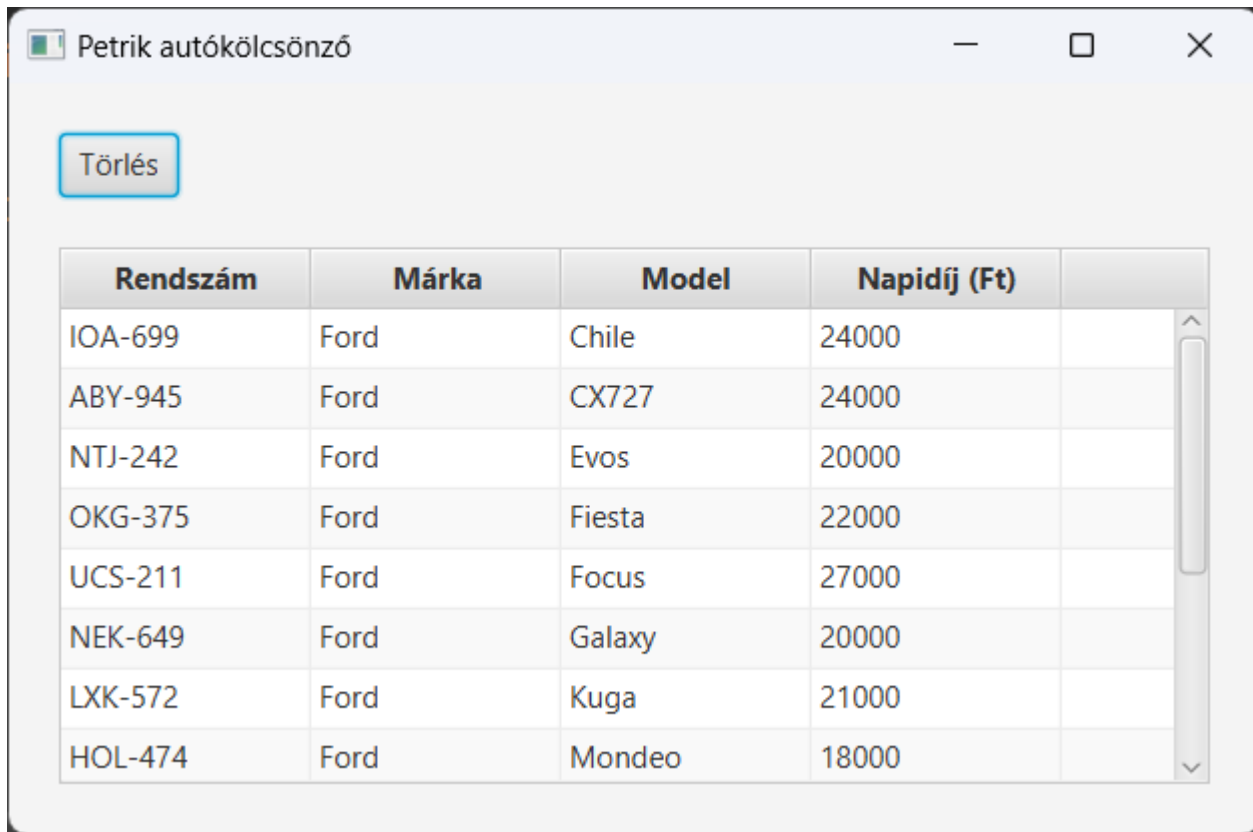 Petrik autókölcsönző
Törlés
Rendszám Márka Model Napidíj (Ft)
IOA-699 Ford Chile 24000
ABY-945 Ford CX727 24000
NTJ-242 Ford Evos 20000
OKG-375 Ford Fiesta 22000
UCS-211 Ford Focus 27000
NEK-649 Ford Galaxy 20000
LXK-572 Ford Kuga 21000
HOL-474 Ford Mondeo 18000